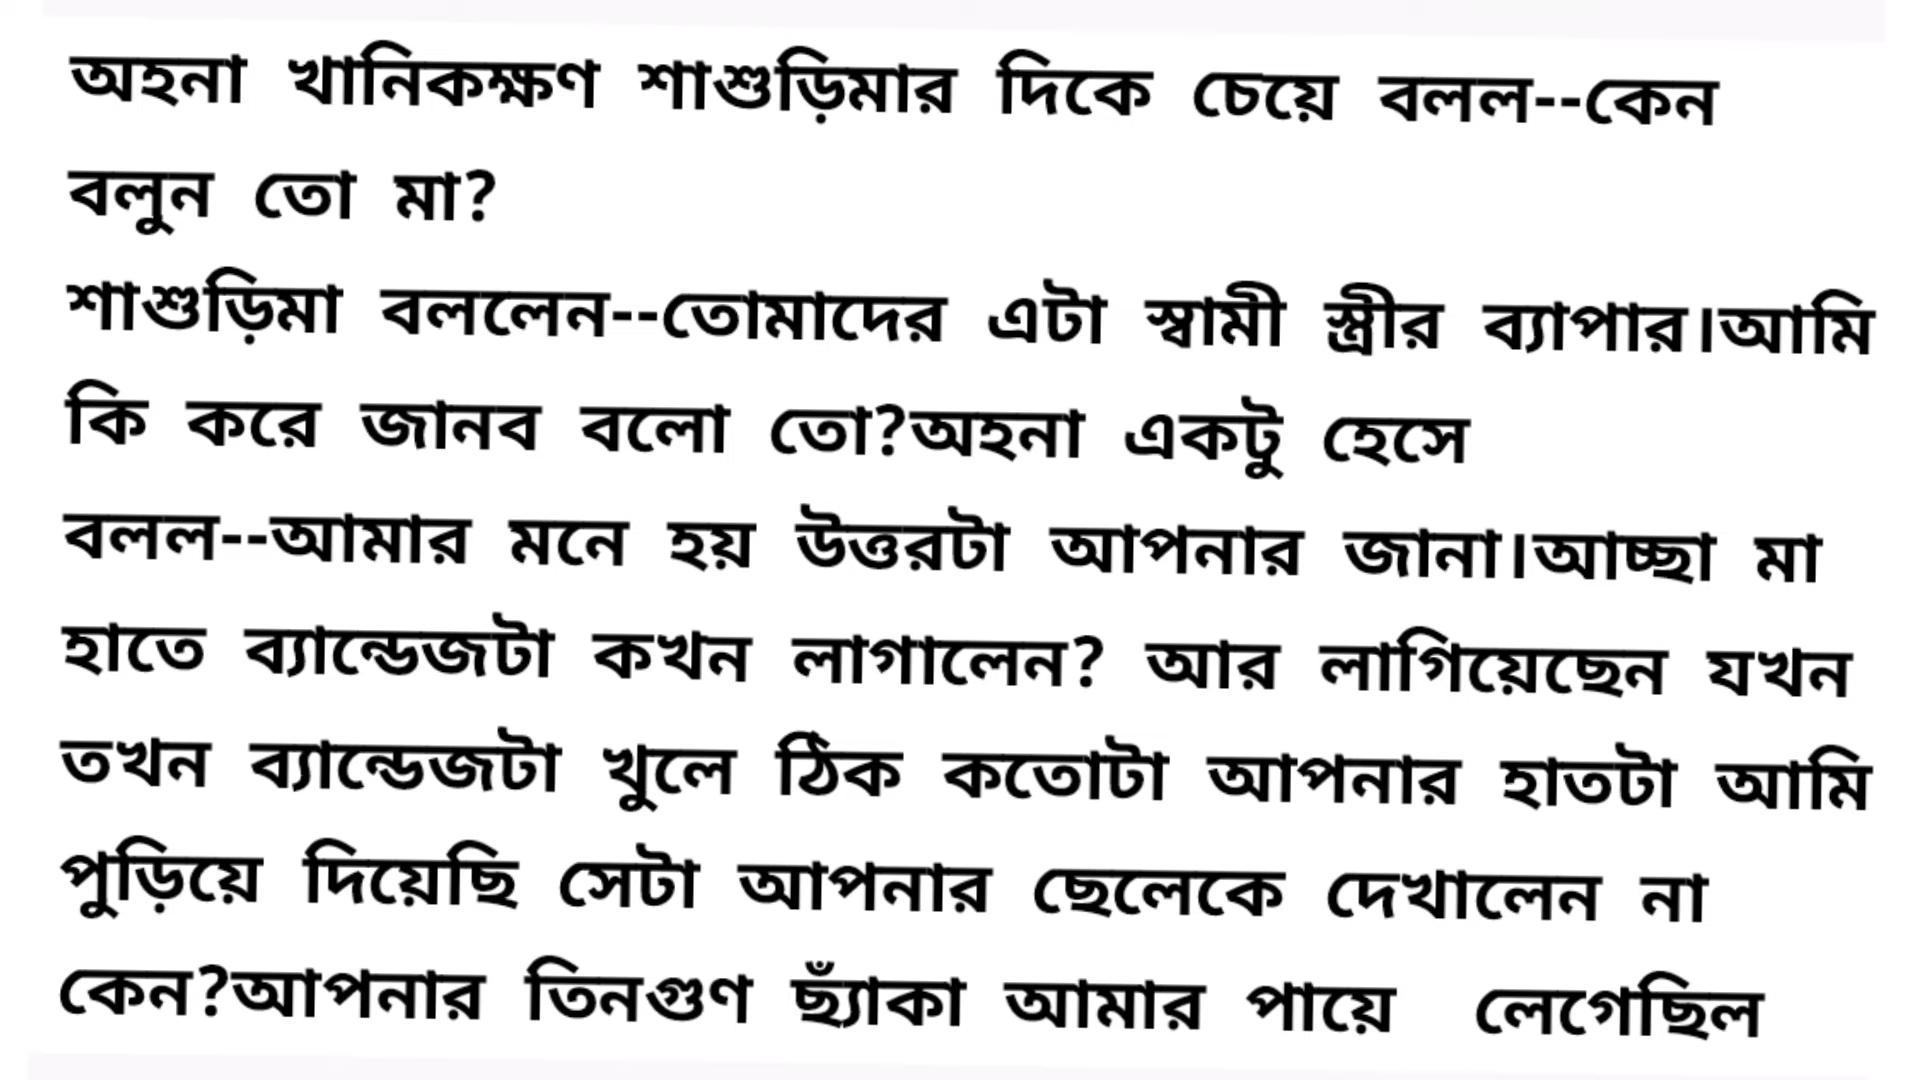 অহনা খানিকক্ষণ শাশুড়িমার দিকে চেয়ে বলল--কেন
বলুন তো মা?
শাশুড়িমা বললেন--তোমাদের এটা স্বামী স্ত্রীর ব্যাপার।আমি
কি করে জানব বলো তো?অহনা একটু হেসে
বলল--আমার মনে হয় উত্তরটা আপনার জানা।আচ্ছা মা
হাতে ব্যান্ডেজটা কখন লাগালেন? আর লাগিয়েছেন যখন
তখন ব্যান্ডেজটা খুলে ঠিক কতোটা আপনার হাতটা আমি
পুড়িয়ে দিয়েছি সেটা আপনার ছেলেকে দেখালেন না
কেন?আপনার তিনগুণ ছ্যাঁকা আমার পায়ে লেগেছিল